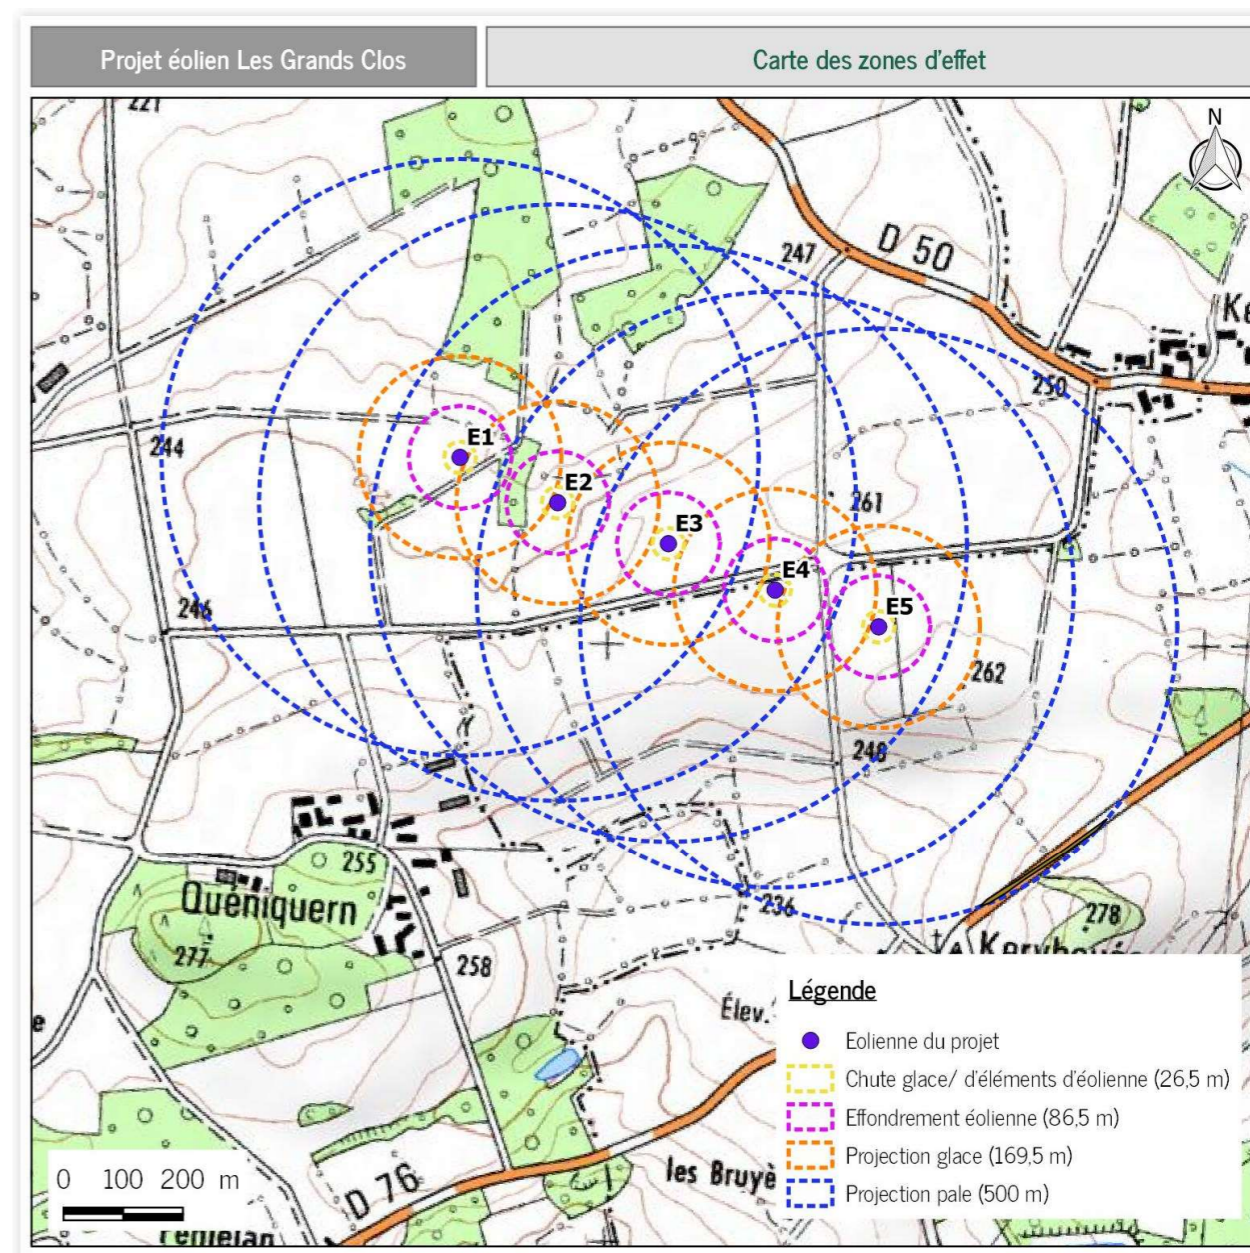 Projet éolien Les Grands Clos
Carte des zones d'effet
221
N
247
D 50
Ke
250
244
E1
E2
261
E3
E4
246
E5
262
248
255
236
Quéniquern
278
277
258
Élev.
Légende
Eolienne du projet
Chute glace/ d'éléments d'éolienne (26,5 m)
Effondrement éolienne (86,5 m)
Projection glace (169,5 m)
Projection pale (500 m)
0 100 200 m
D 76
les Bruyè